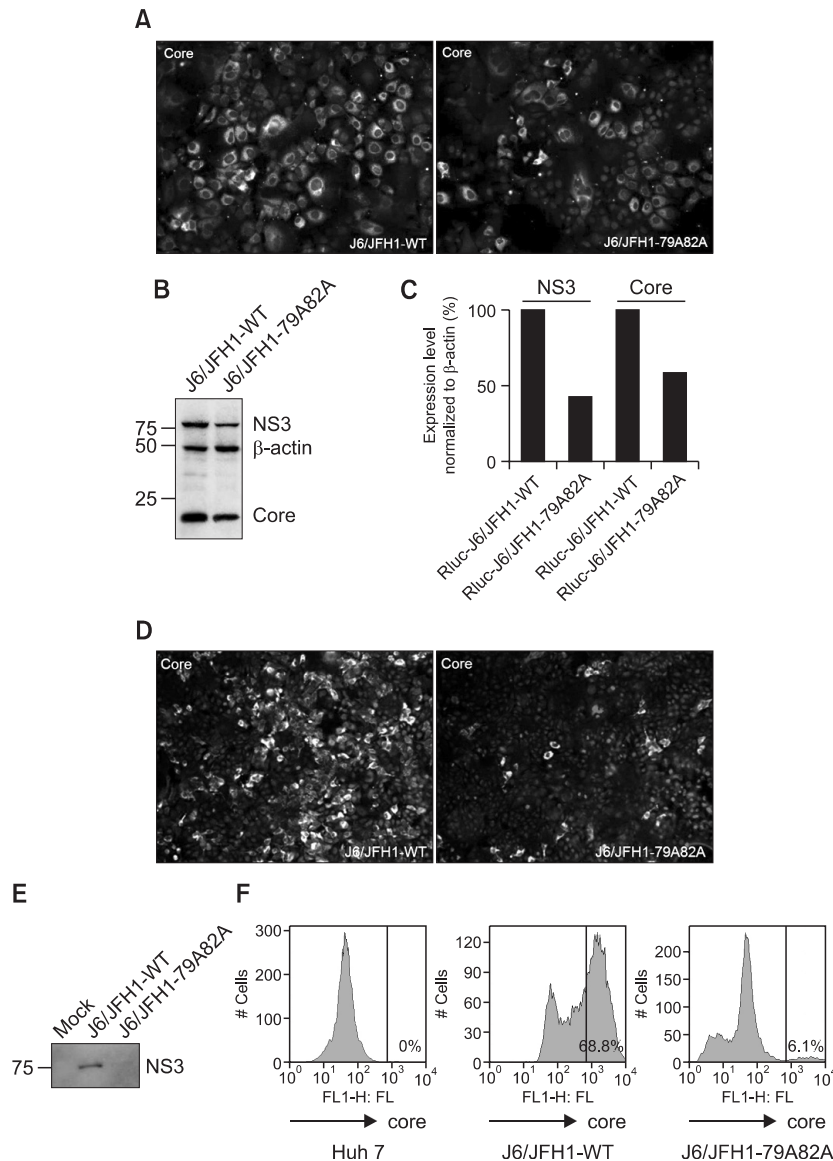 A
Core
J6/JFH1-WT
J6/JFH1-79A82A
B
J6/JFH1-WT
J6/JFH1-79A82A
75
50
25
NS3
β-actin
Core
C
NS3
Core
Expression level
normalized to β-actin (%)
100
50
0
Rluc-J6/JFH1-WT
Rluc-J6/JFH1-79A82A
Rluc-J6/JFH1-WT
Rluc-J6/JFH1-79A82A
D
Core
J6/JFH1-WT
Core
J6/JFH1-79A82A
E
Mock
J6/JFH1-WT
J6/JFH1-79A82A
75
NS3
F
# Cells
300
200
100
0
0%
10⁰ 10¹ 10² 10³ 10⁴
FL1-H: FL
core
Huh 7
# Cells
120
90
60
30
0
68.8%
10⁰ 10¹ 10² 10³ 10⁴
FL1-H: FL
core
J6/JFH1-WT
# Cells
200
150
100
50
0
6.1%
10⁰ 10¹ 10² 10³ 10⁴
FL1-H: FL
core
J6/JFH1-79A82A